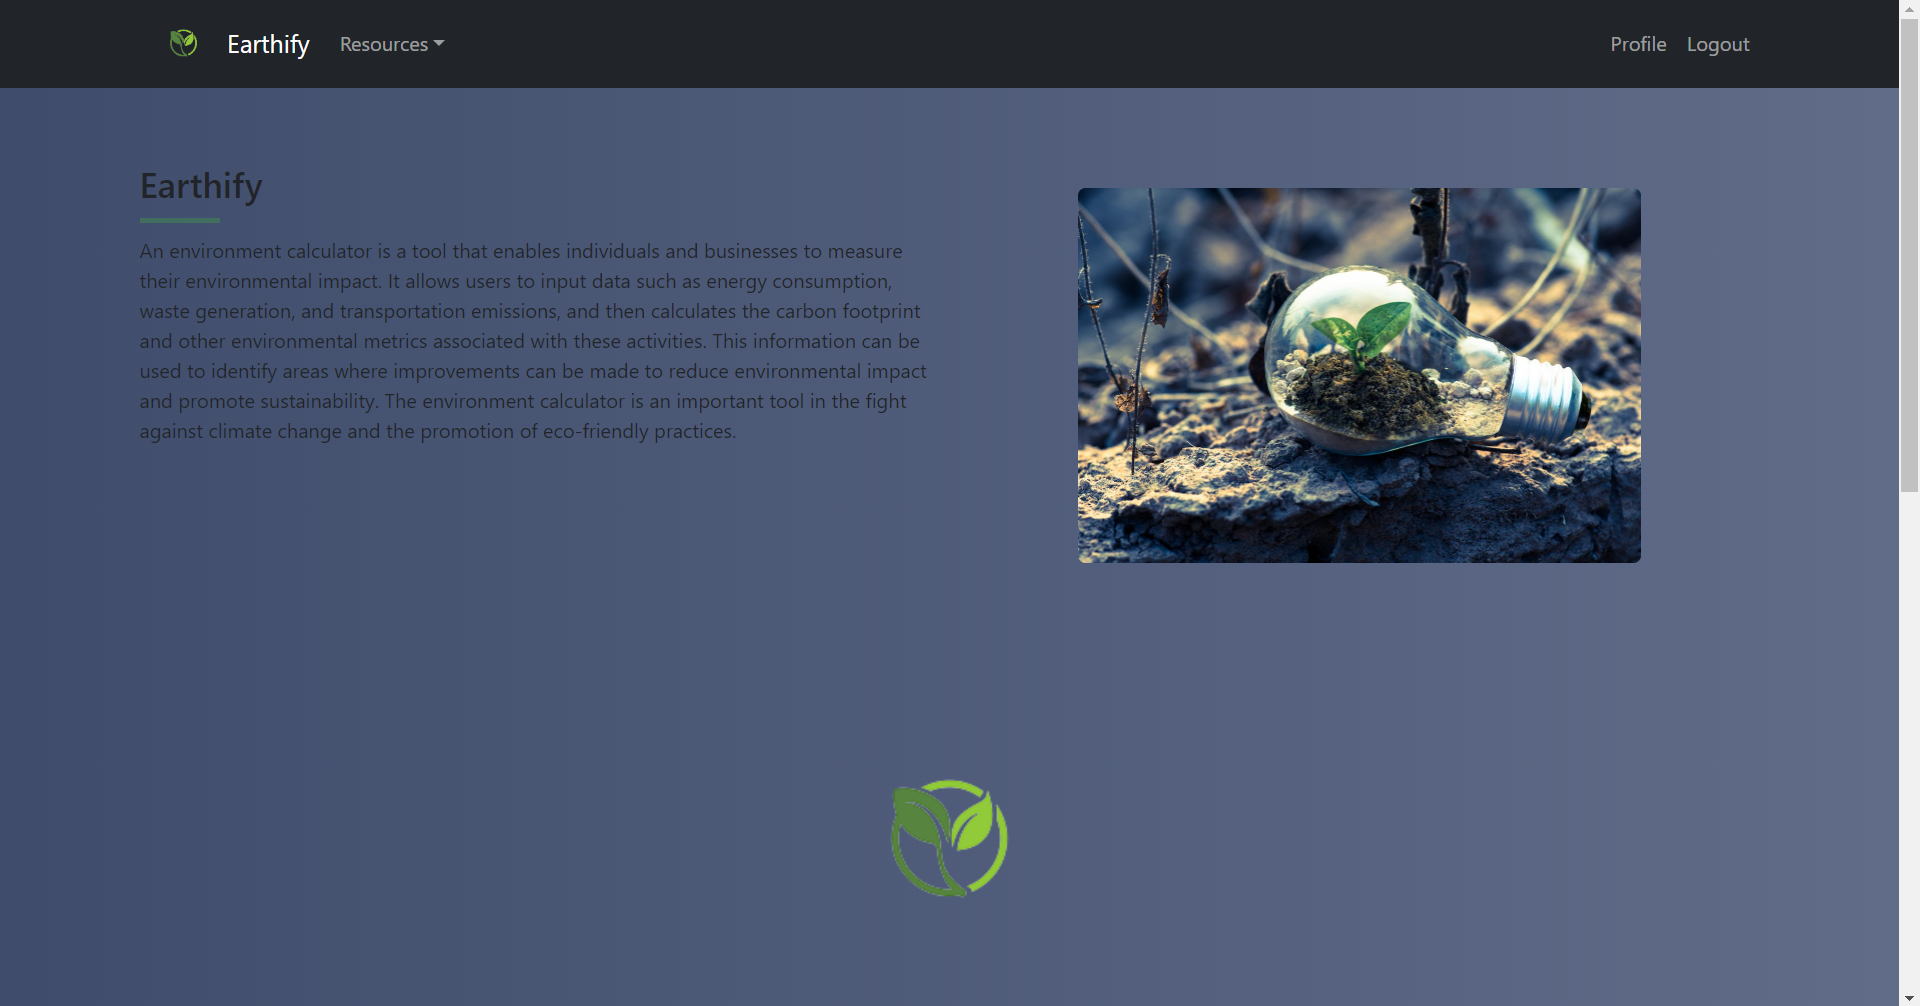 Earthify
Resources
Profile
Logout
Earthify
An environment calculator is a tool that enables individuals and businesses to measure
their environmental impact. It allows users to input data such as energy consumption,
waste generation, and transportation emissions, and then calculates the carbon footprint
and other environmental metrics associated with these activities. This information can be
used to identify areas where improvements can be made to reduce environmental impact
and promote sustainability. The environment calculator is an important tool in the fight
against climate change and the promotion of eco-friendly practices.